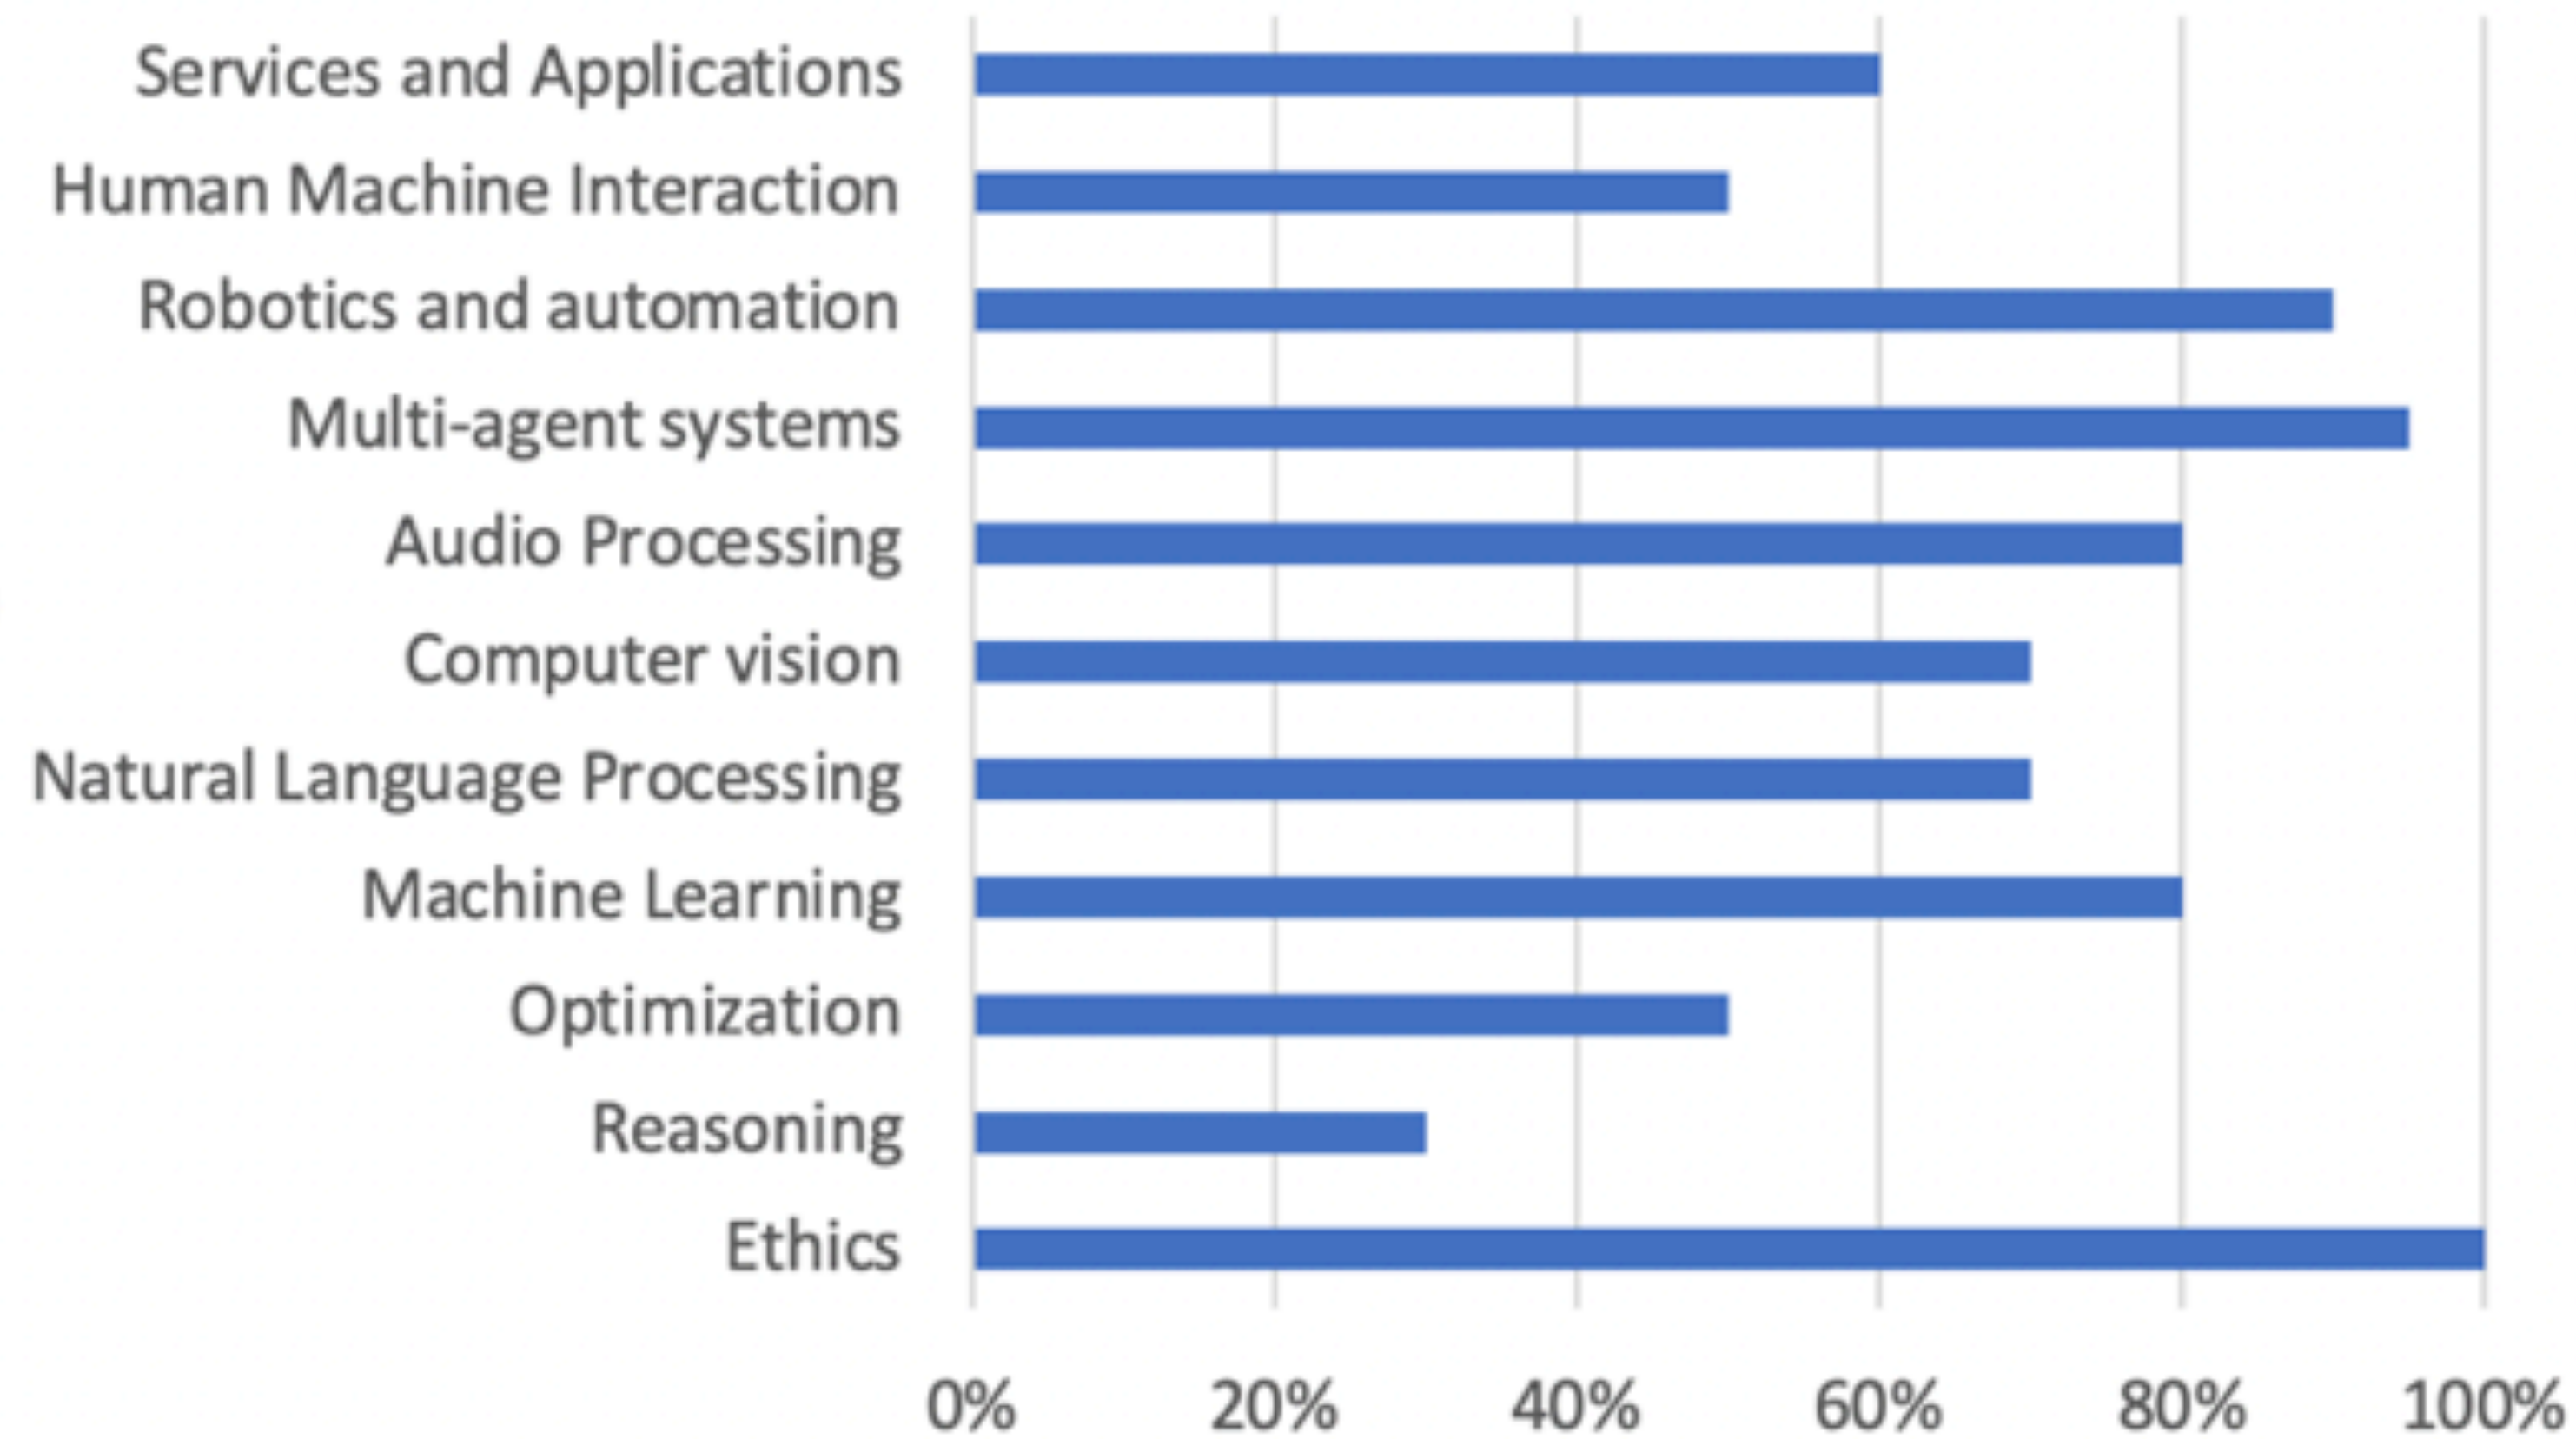 Services and Applications
Human Machine Interaction
Robotics and automation
Multi-agent systems
Audio Processing
Computer vision
Natural Language Processing
Machine Learning
Optimization
Reasoning
Ethics
0% 20% 40% 60% 80% 100%